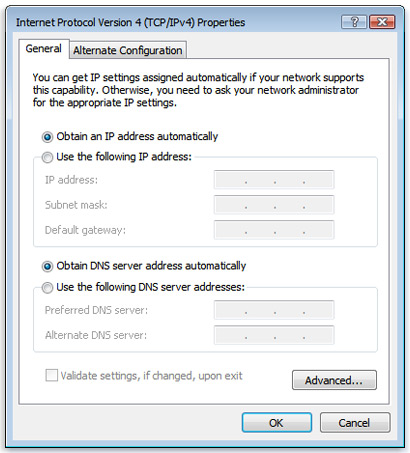 Internet Protocol Version 4 (TCP/IPv4) Properties
General
Alternate Configuration
You can get IP settings assigned automatically if your network supports
this capability. Otherwise, you need to ask your network administrator
for the appropriate IP settings.
Obtain an IP address automatically
Use the following IP address:
IP address:
Subnet mask:
Default gateway:
Obtain DNS server address automatically
Use the following DNS server addresses:
Preferred DNS server:
Alternate DNS server:
Validate settings, if changed, upon exit
Advanced...
OK
Cancel